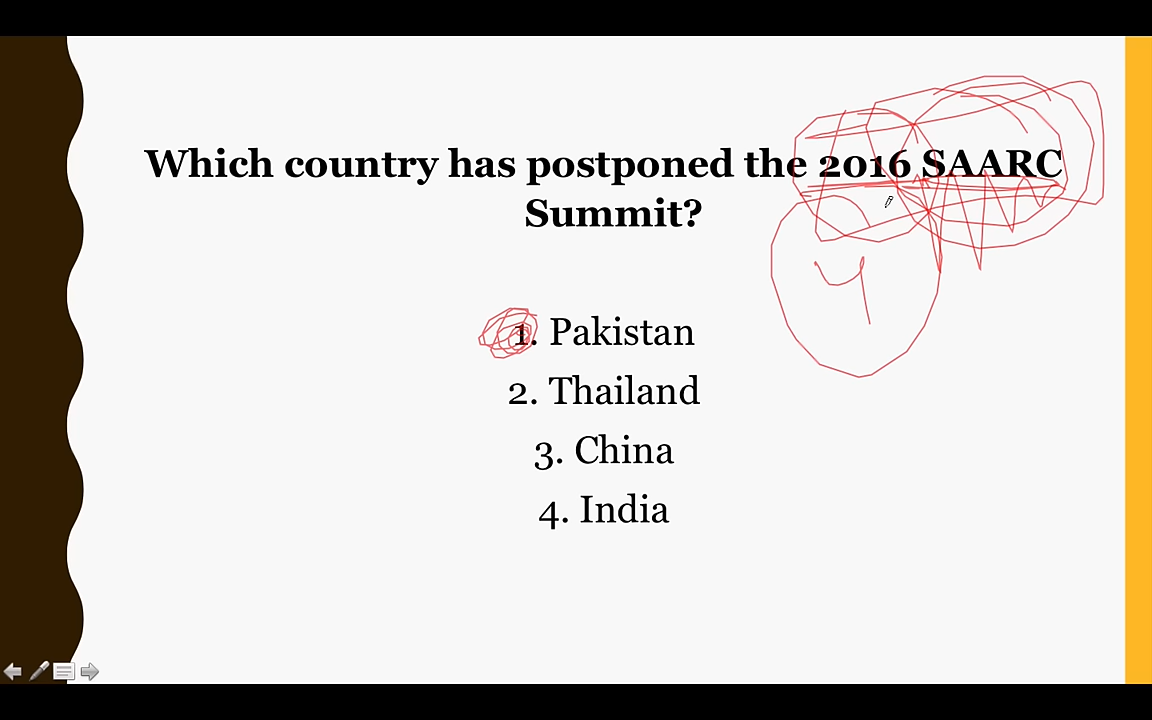 Which country has postponed the 2016 SAARC
Summit?
1. Pakistan
2. Thailand
3. China
4. India